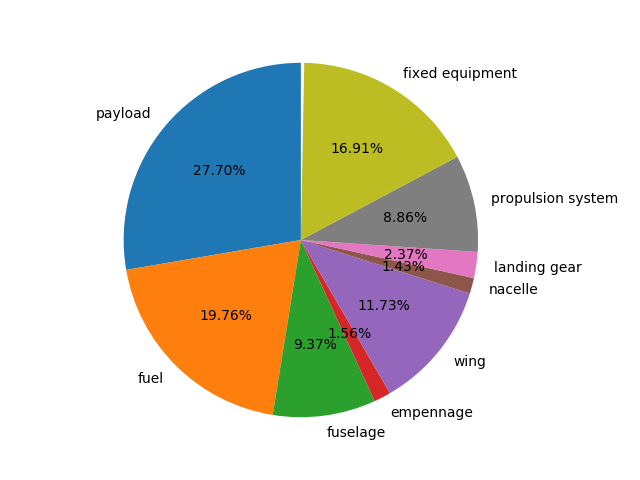 fixed equipment
payload
16.91%
27.70%
propulsion system
8.86%
2.37%
landing gear
1.43%
nacelle
11.73%
19.76%
1.56%
9.37%
wing
fuel
empennage
fuselage